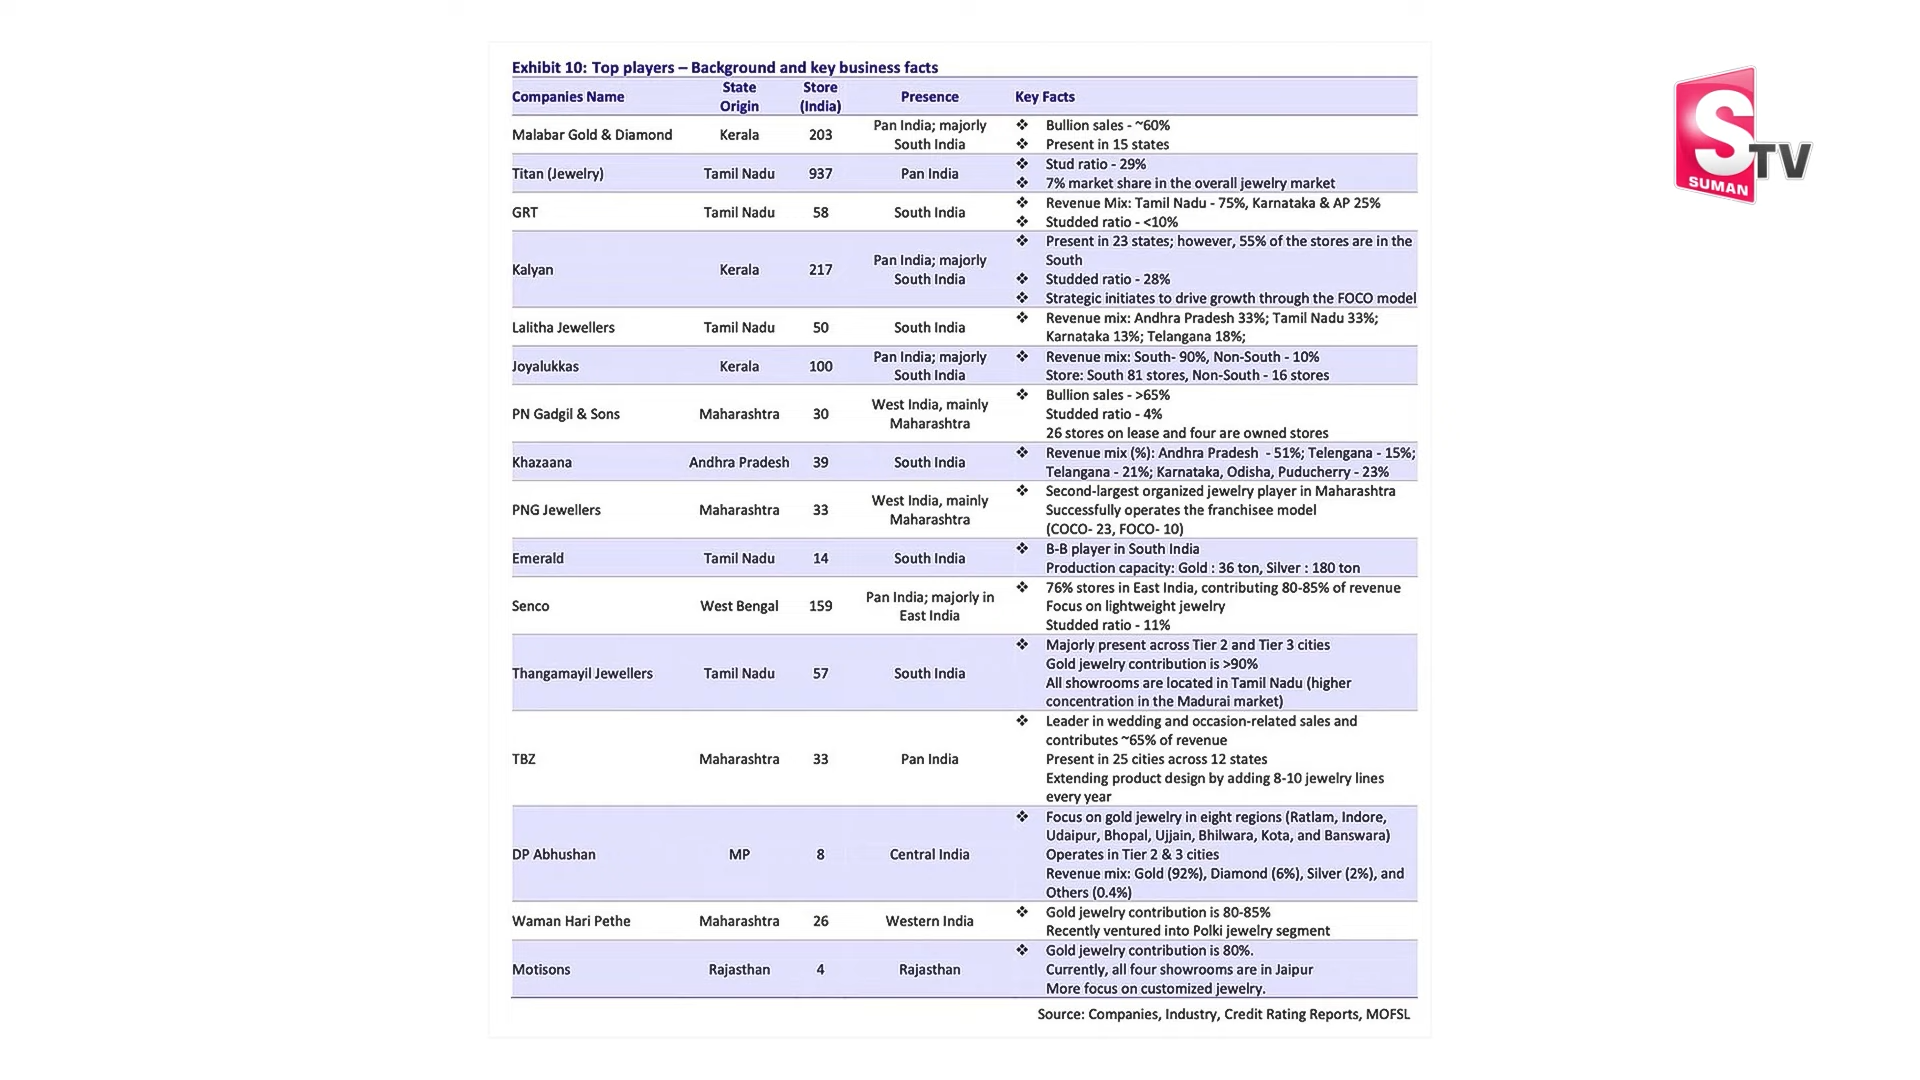 Exhibit 10: Top players – Background and key business facts
Companies Name State Origin Store (India) Presence Key Facts
Malabar Gold & Diamond Kerala 203 Pan India; majorly South India
❖ Bullion sales - ~60%
❖ Present in 15 states
Titan (Jewelry) Tamil Nadu 937 Pan India
❖ Stud ratio - 29%
❖ 7% market share in the overall jewelry market
GRT Tamil Nadu 58 South India
❖ Revenue Mix: Tamil Nadu - 75%, Karnataka & AP 25%
❖ Studded ratio - <10%
Kalyan Kerala 217 Pan India; majorly South India
❖ Present in 23 states; however, 55% of the stores are in the
South
❖ Studded ratio - 28%
❖ Strategic initiates to drive growth through the FOCO model
Lalitha Jewellers Tamil Nadu 50 South India
❖ Revenue mix: Andhra Pradesh 33%; Tamil Nadu 33%;
Karnataka 13%; Telangana 18%;
Joyalukkas Kerala 100 Pan India; majorly South India
❖ Revenue mix: South- 90%, Non-South - 10%
Store: South 81 stores, Non-South - 16 stores
PN Gadgil & Sons Maharashtra 30 West India, mainly Maharashtra
❖ Bullion sales - >65%
Studded ratio - 4%
26 stores on lease and four are owned stores
Khazaana Andhra Pradesh 39 South India
❖ Revenue mix (%): Andhra Pradesh - 51%; Telengana - 15%;
Telangana - 21%; Karnataka, Odisha, Puducherry - 23%
PNG Jewellers Maharashtra 33 West India, mainly Maharashtra
❖ Second-largest organized jewelry player in Maharashtra
Successfully operates the franchisee model
(COCO- 23, FOCO- 10)
Emerald Tamil Nadu 14 South India
❖ B-B player in South India
Production capacity: Gold : 36 ton, Silver : 180 ton
Senco West Bengal 159 Pan India; majorly in East India
❖ 76% stores in East India, contributing 80-85% of revenue
Focus on lightweight jewelry
Studded ratio - 11%
Thangamayil Jewellers Tamil Nadu 57 South India
❖ Majorly present across Tier 2 and Tier 3 cities
Gold jewelry contribution is >90%
All showrooms are located in Tamil Nadu (higher
concentration in the Madurai market)
TBZ Maharashtra 33 Pan India
❖ Leader in wedding and occasion-related sales and
contributes ~65% of revenue
Present in 25 cities across 12 states
Extending product design by adding 8-10 jewelry lines
every year
DP Abhushan MP 8 Central India
❖ Focus on gold jewelry in eight regions (Ratlam, Indore,
Udaipur, Bhopal, Ujjain, Bhilwara, Kota, and Banswara)
Operates in Tier 2 & 3 cities
Revenue mix: Gold (92%), Diamond (6%), Silver (2%), and
Others (0.4%)
Waman Hari Pethe Maharashtra 26 Western India
❖ Gold jewelry contribution is 80-85%
Recently ventured into Polki jewelry segment
Motisons Rajasthan 4 Rajasthan
❖ Gold jewelry contribution is 80%.
Currently, all four showrooms are in Jaipur
More focus on customized jewelry.
Source: Companies, Industry, Credit Rating Reports, MOFSL
S TV
SUMAN